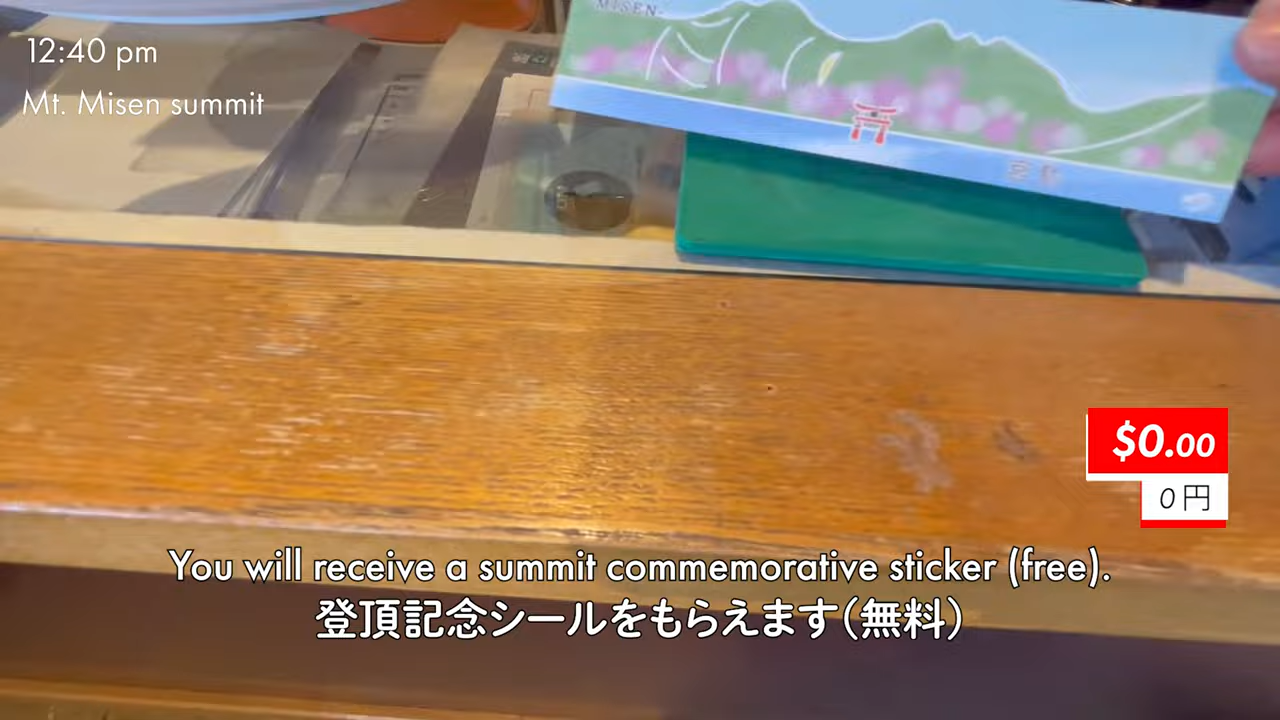 12:40 pm
Mt. Misen summit
MISEN
$0.00
0円
You will receive a summit commemorative sticker (free).
登頂記念シールをもらえます(無料)